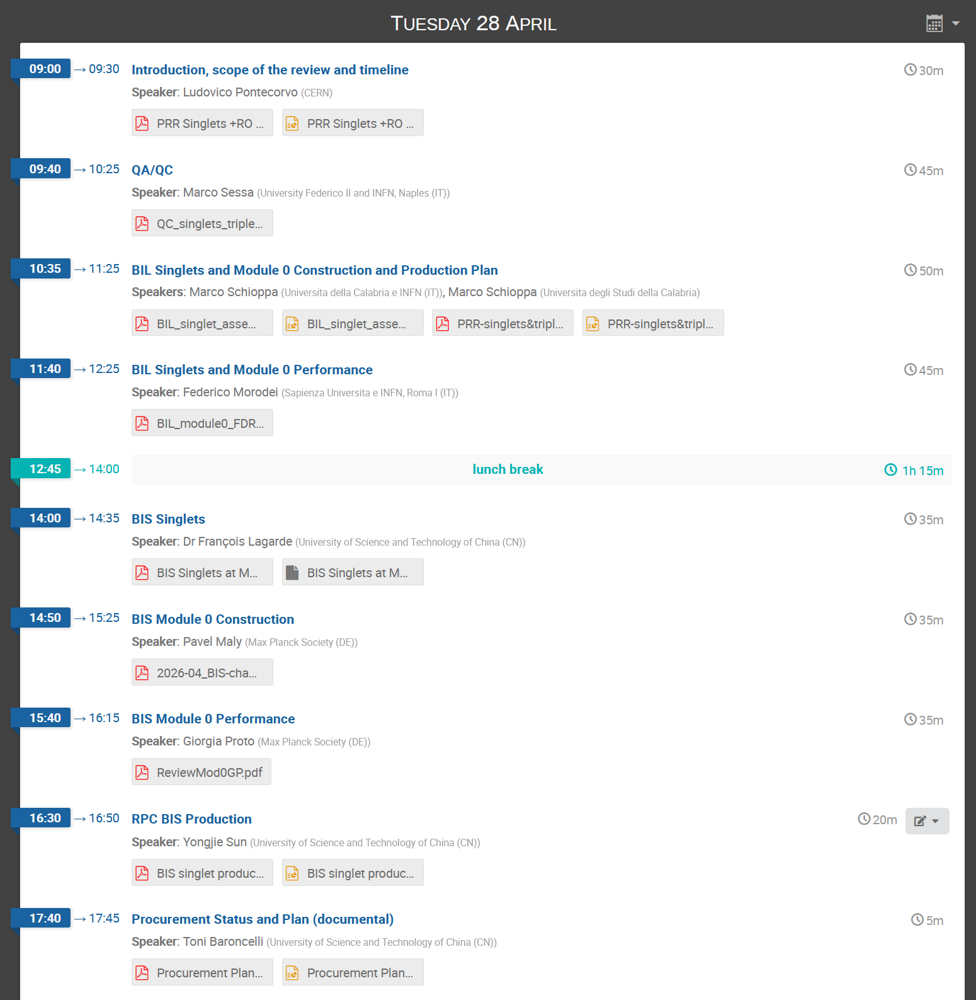 TUESDAY 28 APRIL
09:00 → 09:30 Introduction, scope of the review and timeline 30m
Speaker: Ludovico Pontecorvo (CERN)
PRR Singlets +RO ... PRR Singlets +RO ...
09:40 → 10:25 QA/QC 45m
Speaker: Marco Sessa (University Federico II and INFN, Naples (IT))
QC_singlets_triple...
10:35 → 11:25 BIL Singlets and Module 0 Construction and Production Plan 50m
Speakers: Marco Schioppa (Universita della Calabria e INFN (IT)), Marco Schioppa (Universita degli Studi della Calabria)
BIL_singlet_asse... BIL_singlet_asse... PRR-singlets&tripl... PRR-singlets&tripl...
11:40 → 12:25 BIL Singlets and Module 0 Performance 45m
Speaker: Federico Morodei (Sapienza Universita e INFN, Roma I (IT))
BIL_module0_FDR...
12:45 → 14:00 lunch break 1h 15m
14:00 → 14:35 BIS Singlets 35m
Speaker: Dr François Lagarde (University of Science and Technology of China (CN))
BIS Singlets at M... BIS Singlets at M...
14:50 → 15:25 BIS Module 0 Construction 35m
Speaker: Pavel Maly (Max Planck Society (DE))
2026-04_BIS-cha...
15:40 → 16:15 BIS Module 0 Performance 35m
Speaker: Giorgia Proto (Max Planck Society (DE))
ReviewMod0GP.pdf
16:30 → 16:50 RPC BIS Production 20m
Speaker: Yongjie Sun (University of Science and Technology of China (CN))
BIS singlet produc... BIS singlet produc...
17:40 → 17:45 Procurement Status and Plan (documental) 5m
Speaker: Toni Baroncelli (University of Science and Technology of China (CN))
Procurement Plan... Procurement Plan...